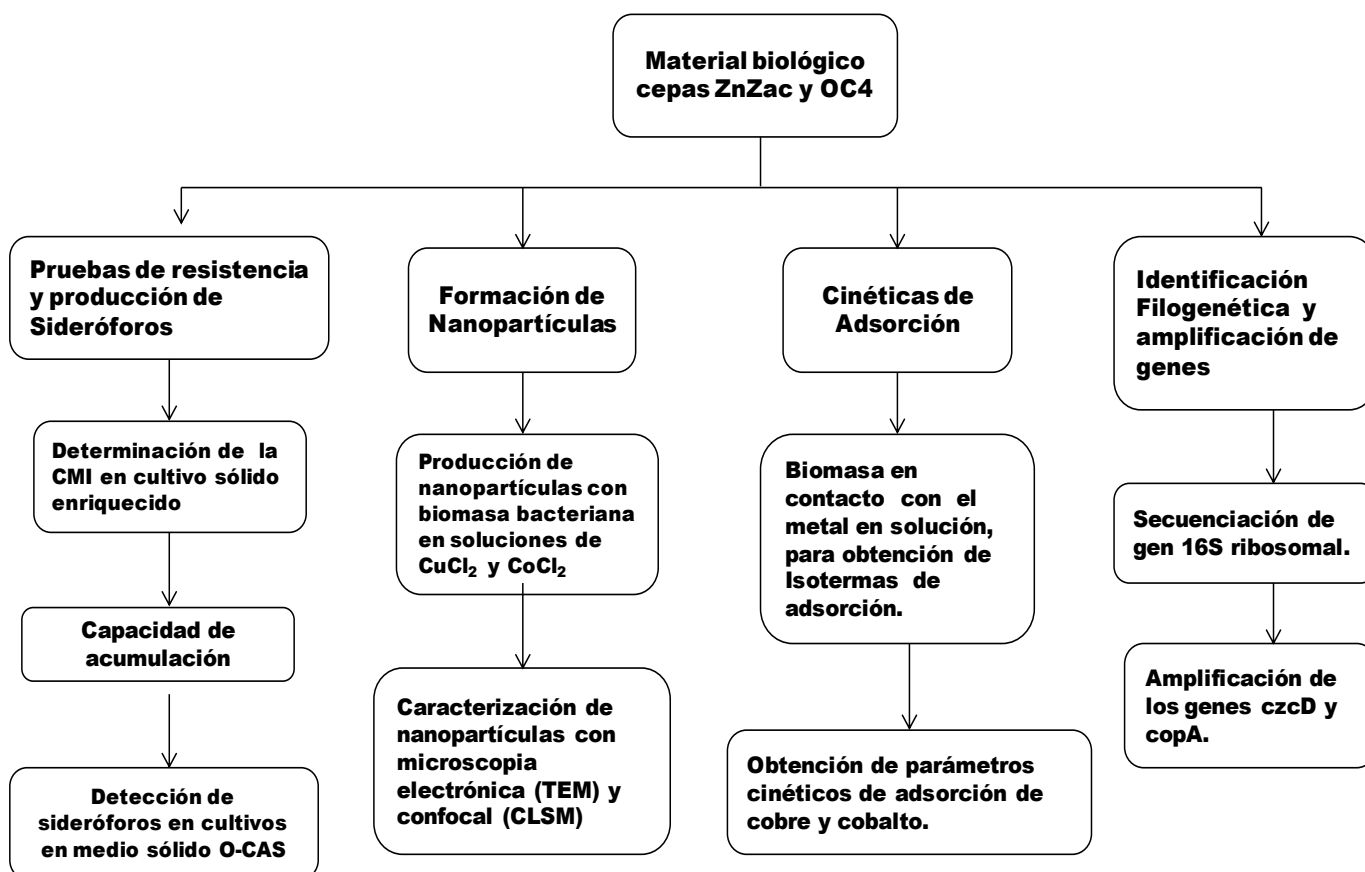 Material biológico
cepas ZnZac y OC4
Pruebas de resistencia
y producción de
Sideróforos
Determinación de la
CMI en cultivo sólido
enriquecido
Capacidad de
acumulación
Detección de
sideróforos en cultivos
en medio sólido O-CAS
Formación de
Nanopartículas
Producción de
nanopartículas con
biomasa bacteriana
en soluciones de
CuCl₂ y CoCl₂
Caracterización de
nanopartículas con
microscopia
electrónica (TEM) y
confocal (CLSM)
Cinéticas de
Adsorción
Biomasa en
contacto con el
metal en solución,
para obtención de
Isotermas de
adsorción.
Obtención de parámetros
cinéticos de adsorción de
cobre y cobalto.
Identificación
Filogenética y
amplificación de
genes
Secuenciación de
gen 16S ribosomal.
Amplificación de
los genes czcD y
copA.